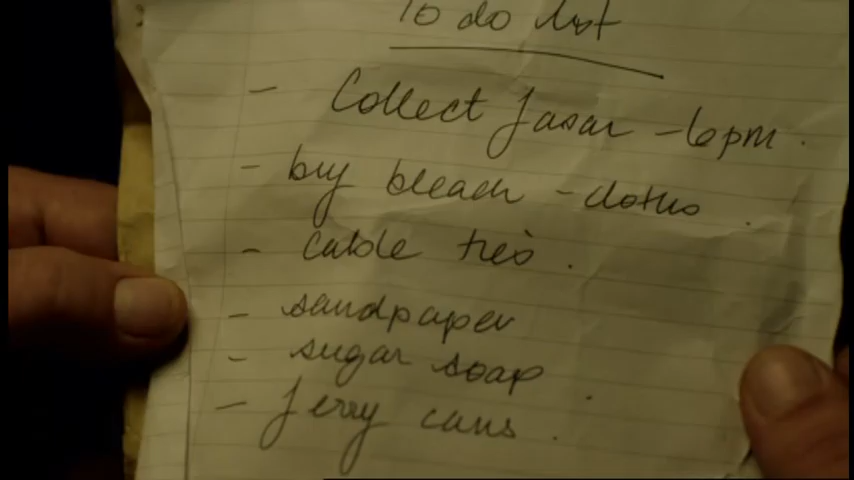 To do list
- Collect Jasar - 6pm.
- buy bleach - cloths.
- cable ties.
- sandpaper
- sugar soap
- Jerry cans.